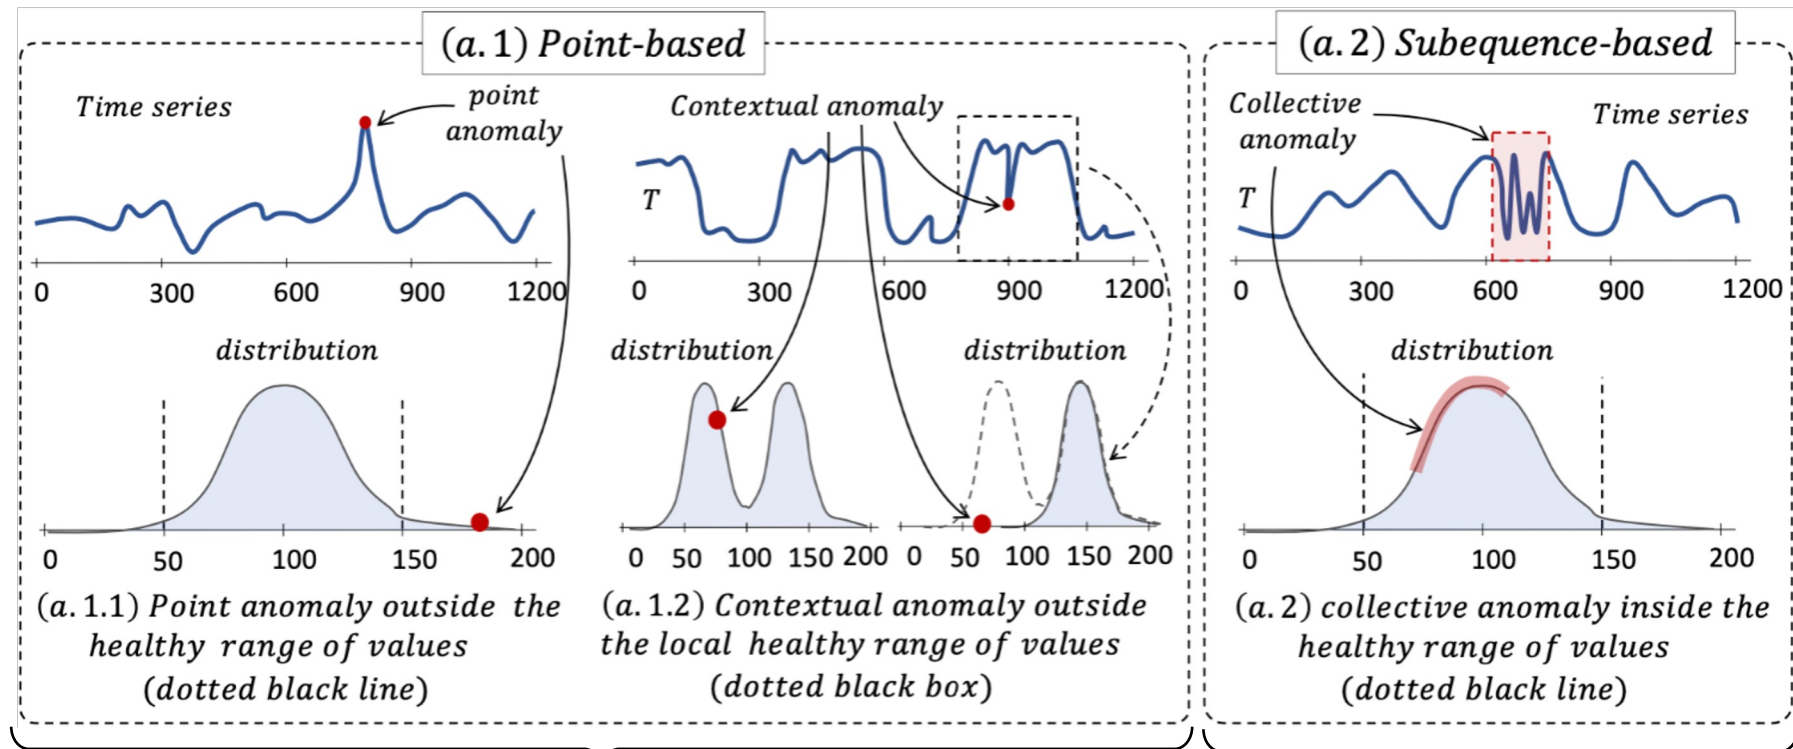 (a.1) Point-based
Time series
point
anomaly
0 300 600 900 1200
distribution
0 50 100 150 200
(a.1.1) Point anomaly outside the
healthy range of values
(dotted black line)
Contextual anomaly
T
0 300 600 900 1200
distribution
distribution
0 50 100 150 200
0 50 100 150 200
(a.1.2) Contextual anomaly outside
the local healthy range of values
(dotted black box)
(a.2) Subequence-based
Collective
anomaly
Time series
T
0 300 600 900 1200
distribution
0 50 100 150 200
(a.2) collective anomaly inside the
healthy range of values
(dotted black line)